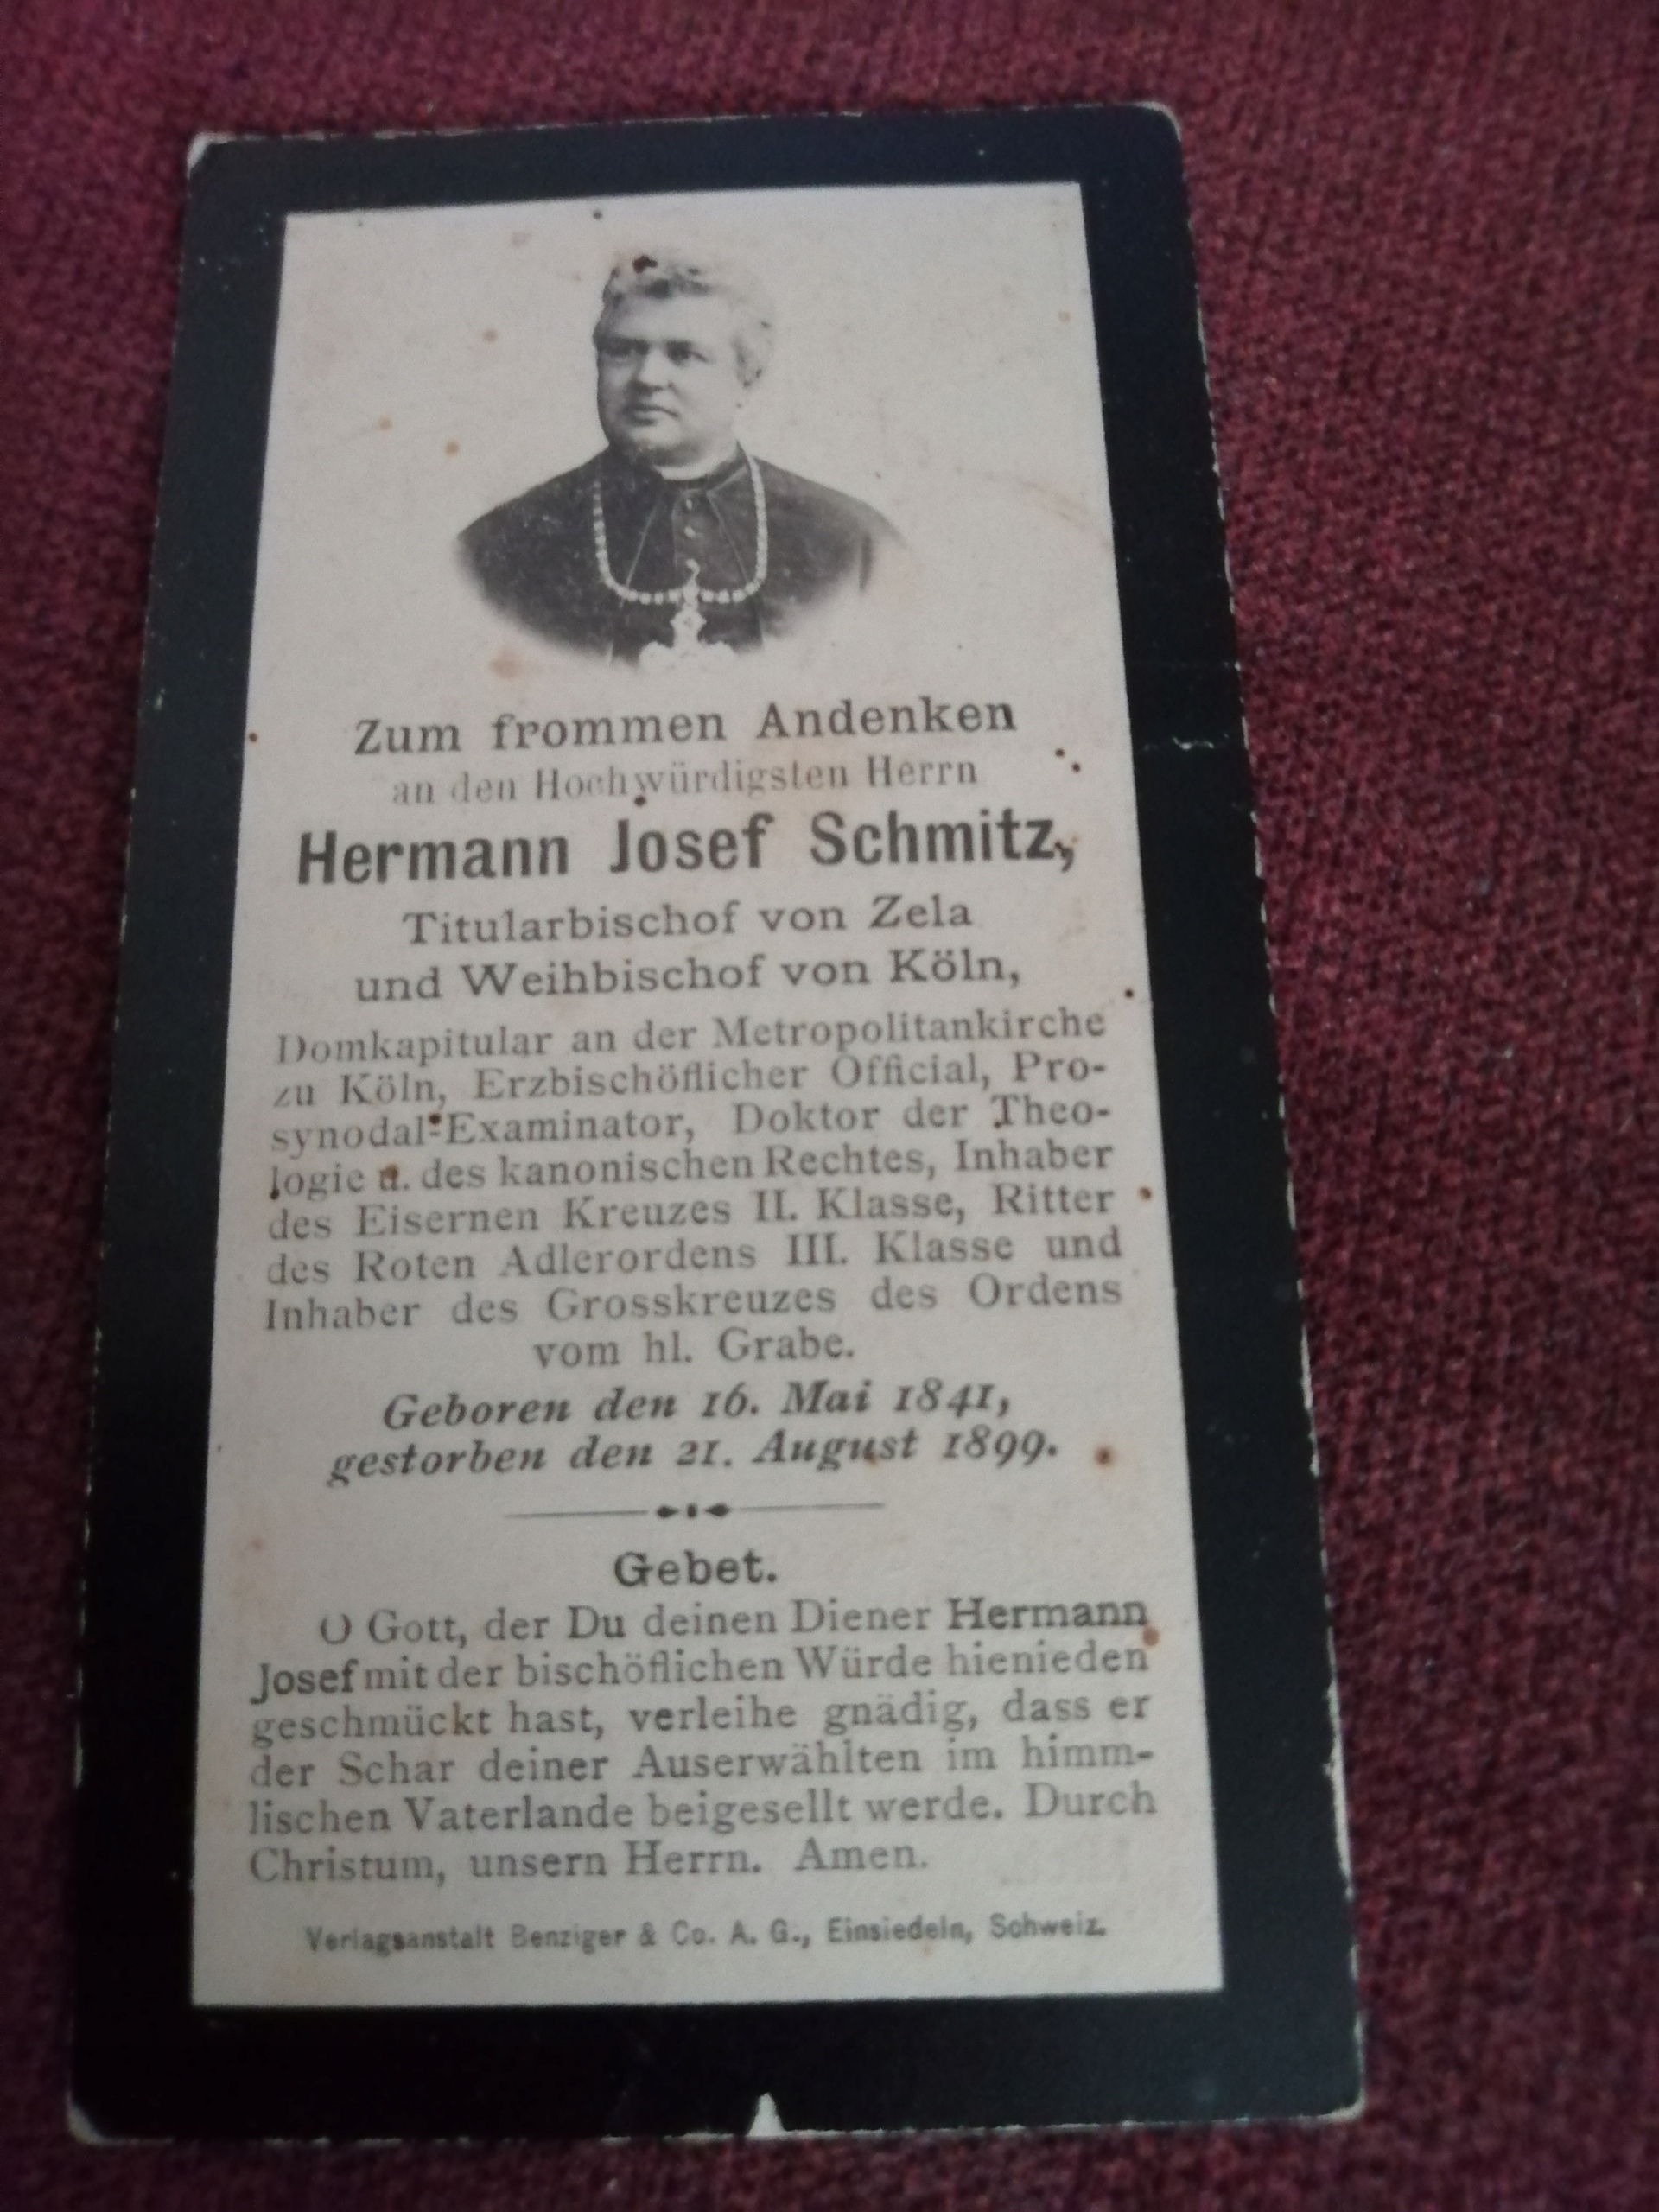 Zum frommen Andenken
an den Hochwürdigsten Herrn
Hermann Josef Schmitz,
Titularbischof von Zela
und Weihbischof von Köln,
Domkapitular an der Metropolitankirche
zu Köln, Erzbischöflicher Official, Pro-
synodal-Examinator, Doktor der Theo-
logie u. des kanonischen Rechtes, Inhaber
des Eisernen Kreuzes II. Klasse, Ritter
des Roten Adlerordens III. Klasse und
Inhaber des Grosskreuzes des Ordens
vom hl. Grabe.
Geboren den 16. Mai 1841,
gestorben den 21. August 1899.
Gebet.
O Gott, der Du deinen Diener Hermann
Josef mit der bischöflichen Würde hienieden
geschmückt hast, verleihe gnädig, dass er
der Schar deiner Auserwählten im himm-
lischen Vaterlande beigesellt werde. Durch
Christum, unsern Herrn. Amen.
Verlagsanstalt Benziger & Co. A. G., Einsiedeln, Schweiz.